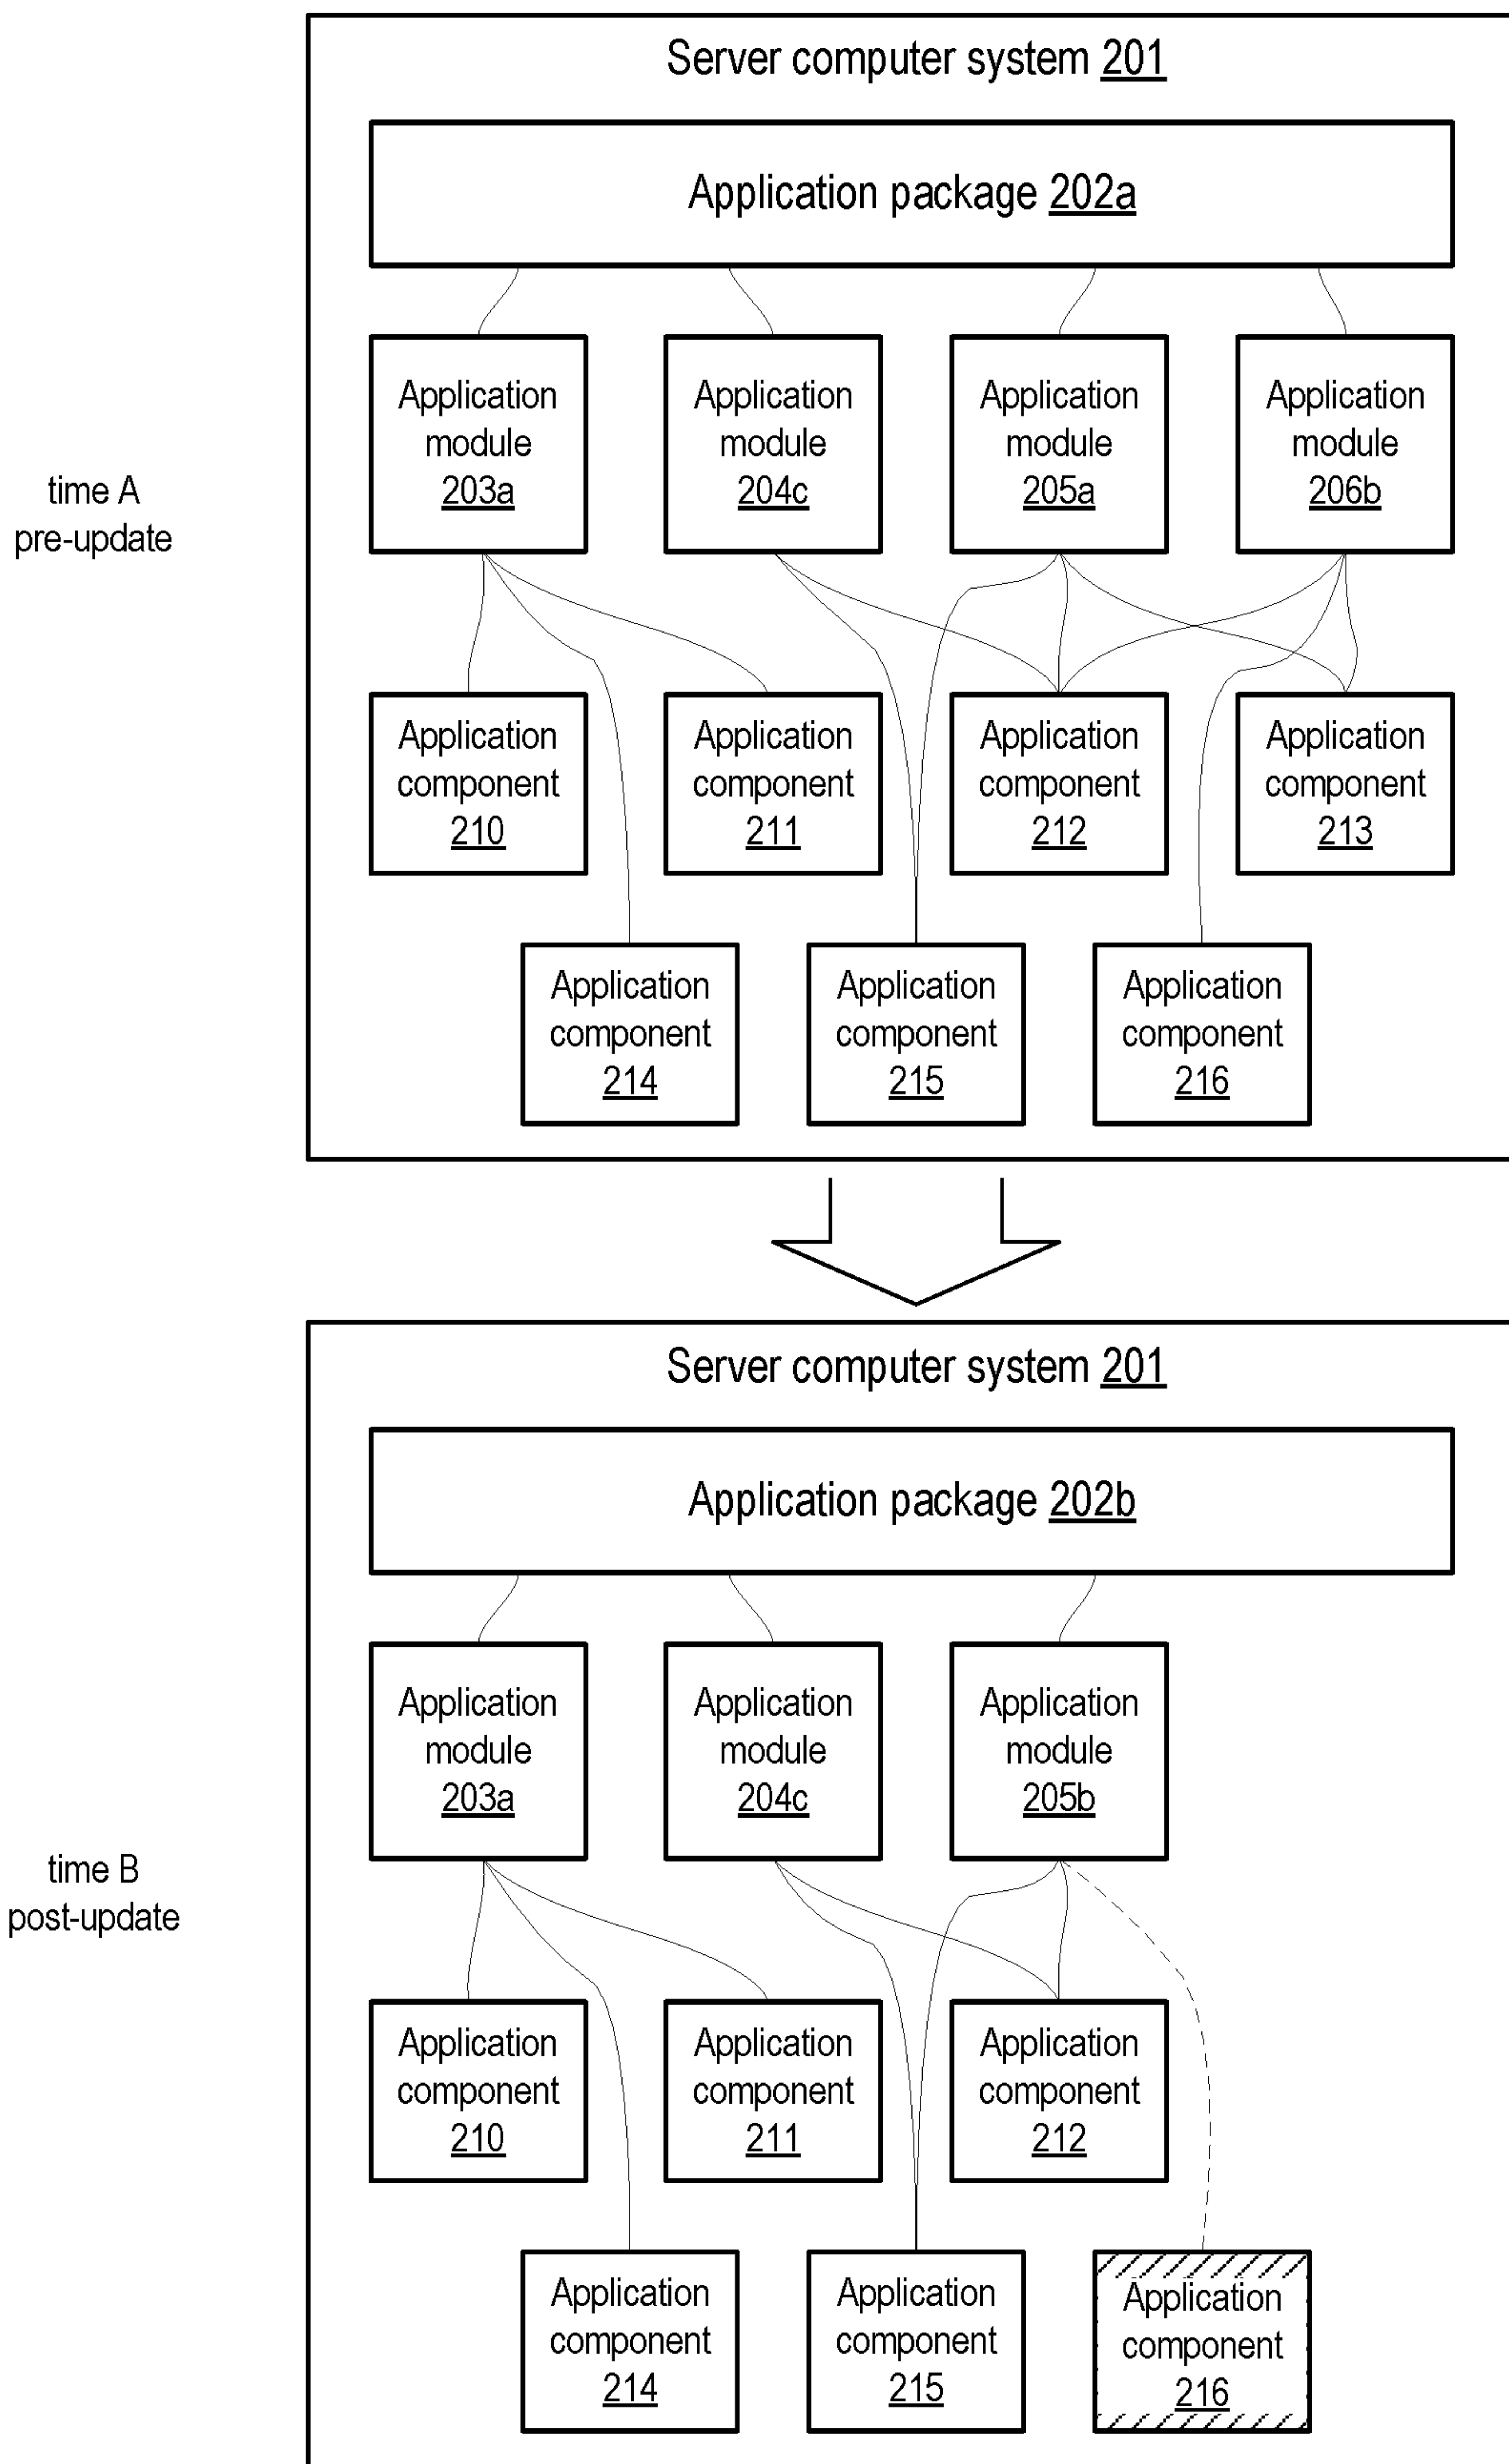 Server computer system 201
Application package 202a
Application
module
203a
Application
module
204c
Application
module
205a
Application
module
206b
time A
pre-update
Application
component
210
Application
component
211
Application
component
212
Application
component
213
Application
component
214
Application
component
215
Application
component
216
Server computer system 201
Application package 202b
Application
module
203a
Application
module
204c
Application
module
205b
time B
post-update
Application
component
210
Application
component
211
Application
component
212
Application
component
214
Application
component
215
Application
component
216